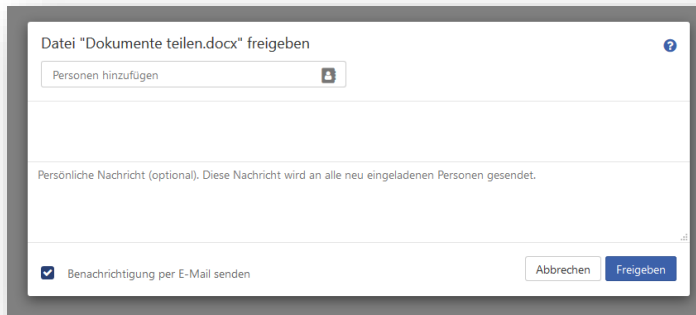 Datei "Dokumente teilen.docx" freigeben
?
Personen hinzufügen
Persönliche Nachricht (optional). Diese Nachricht wird an alle neu eingeladenen Personen gesendet.
Benachrichtigung per E-Mail senden
Abbrechen
Freigeben